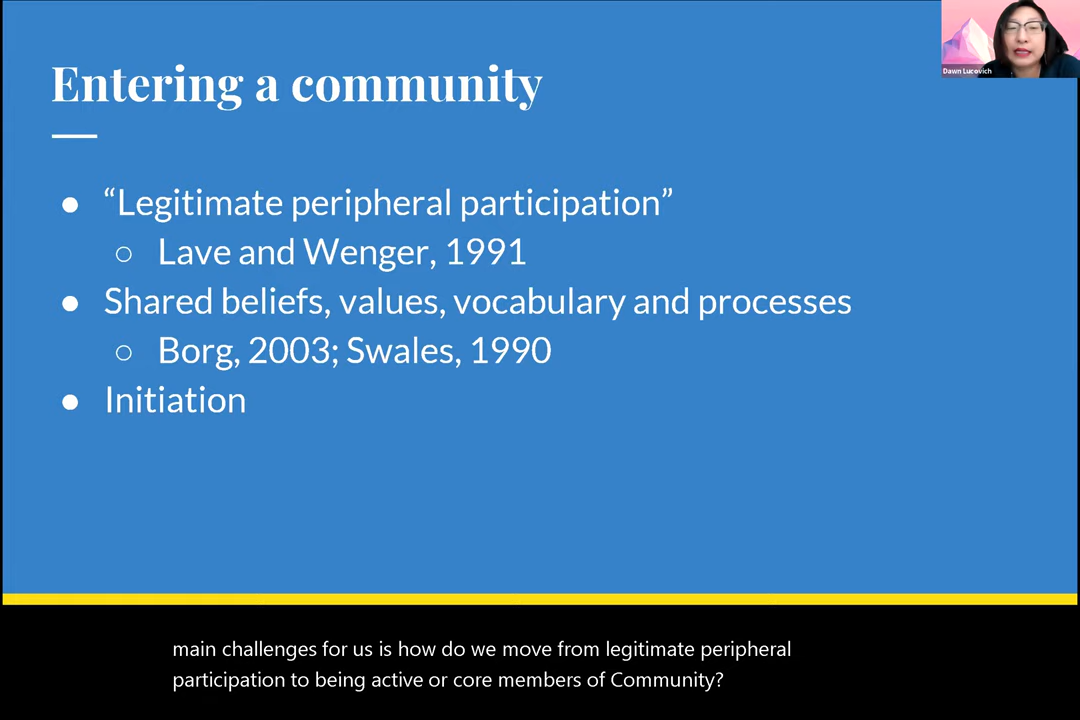 Entering a community
● “Legitimate peripheral participation”
○ Lave and Wenger, 1991
● Shared beliefs, values, vocabulary and processes
○ Borg, 2003; Swales, 1990
● Initiation
Dawn Lucovich
main challenges for us is how do we move from legitimate peripheral
participation to being active or core members of Community?